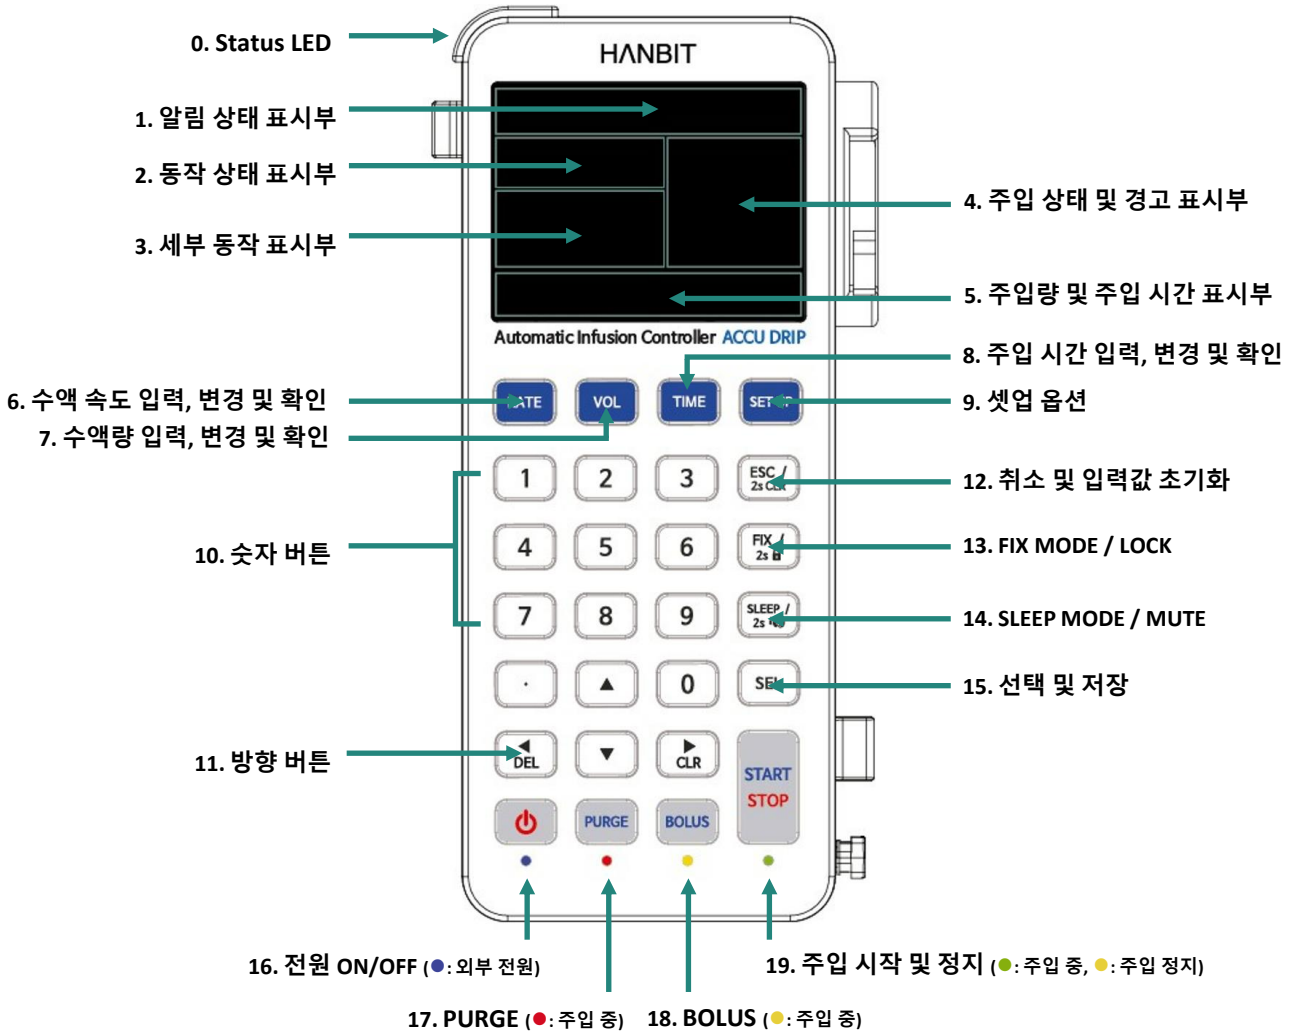 0. Status LED
HANBIT
1. 알림 상태 표시부
2. 동작 상태 표시부
3. 세부 동작 표시부
4. 주입 상태 및 경고 표시부
5. 주입량 및 주입 시간 표시부
Automatic Infusion Controller ACCU DRIP
8. 주입 시간 입력, 변경 및 확인
6. 수액 속도 입력, 변경 및 확인
VOL
TIME
9. 셋업 옵션
7. 수액량 입력, 변경 및 확인
1 2 3 ESC /
2s CLR
12. 취소 및 입력값 초기화
10. 숫자 버튼
4 5 6 FIX /
2s
13. FIX MODE / LOCK
7 8 9 SLEEP /
2s
14. SLEEP MODE / MUTE
. ▲ 0 SEL
15. 선택 및 저장
11. 방향 버튼
◀ ▼ ▶
DEL CLR
START
STOP
PURGE BOLUS
16. 전원 ON/OFF (●: 외부 전원)
19. 주입 시작 및 정지 (●: 주입 중, ●: 주입 정지)
17. PURGE (●: 주입 중)
18. BOLUS (●: 주입 중)